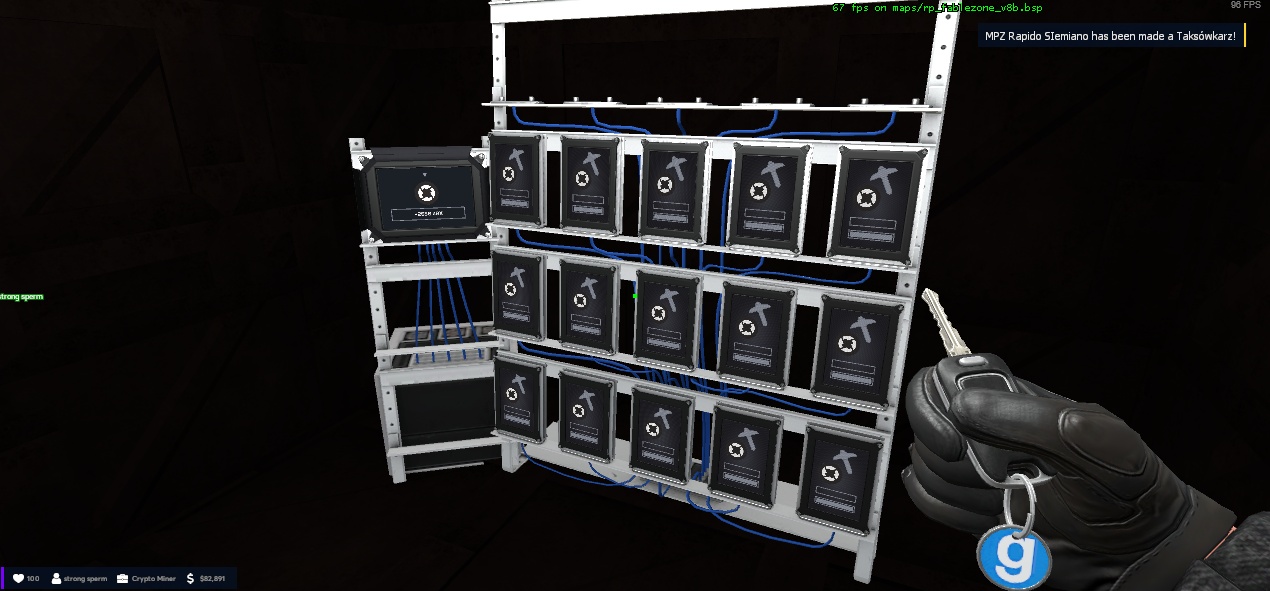 67 fps on maps/rp_fablezone_v8b.bsp
96 FPS
MPZ Rapido SIemiano has been made a Taksówkarz!
strong sperm
g
100
strong sperm
Crypto Miner
$82,891